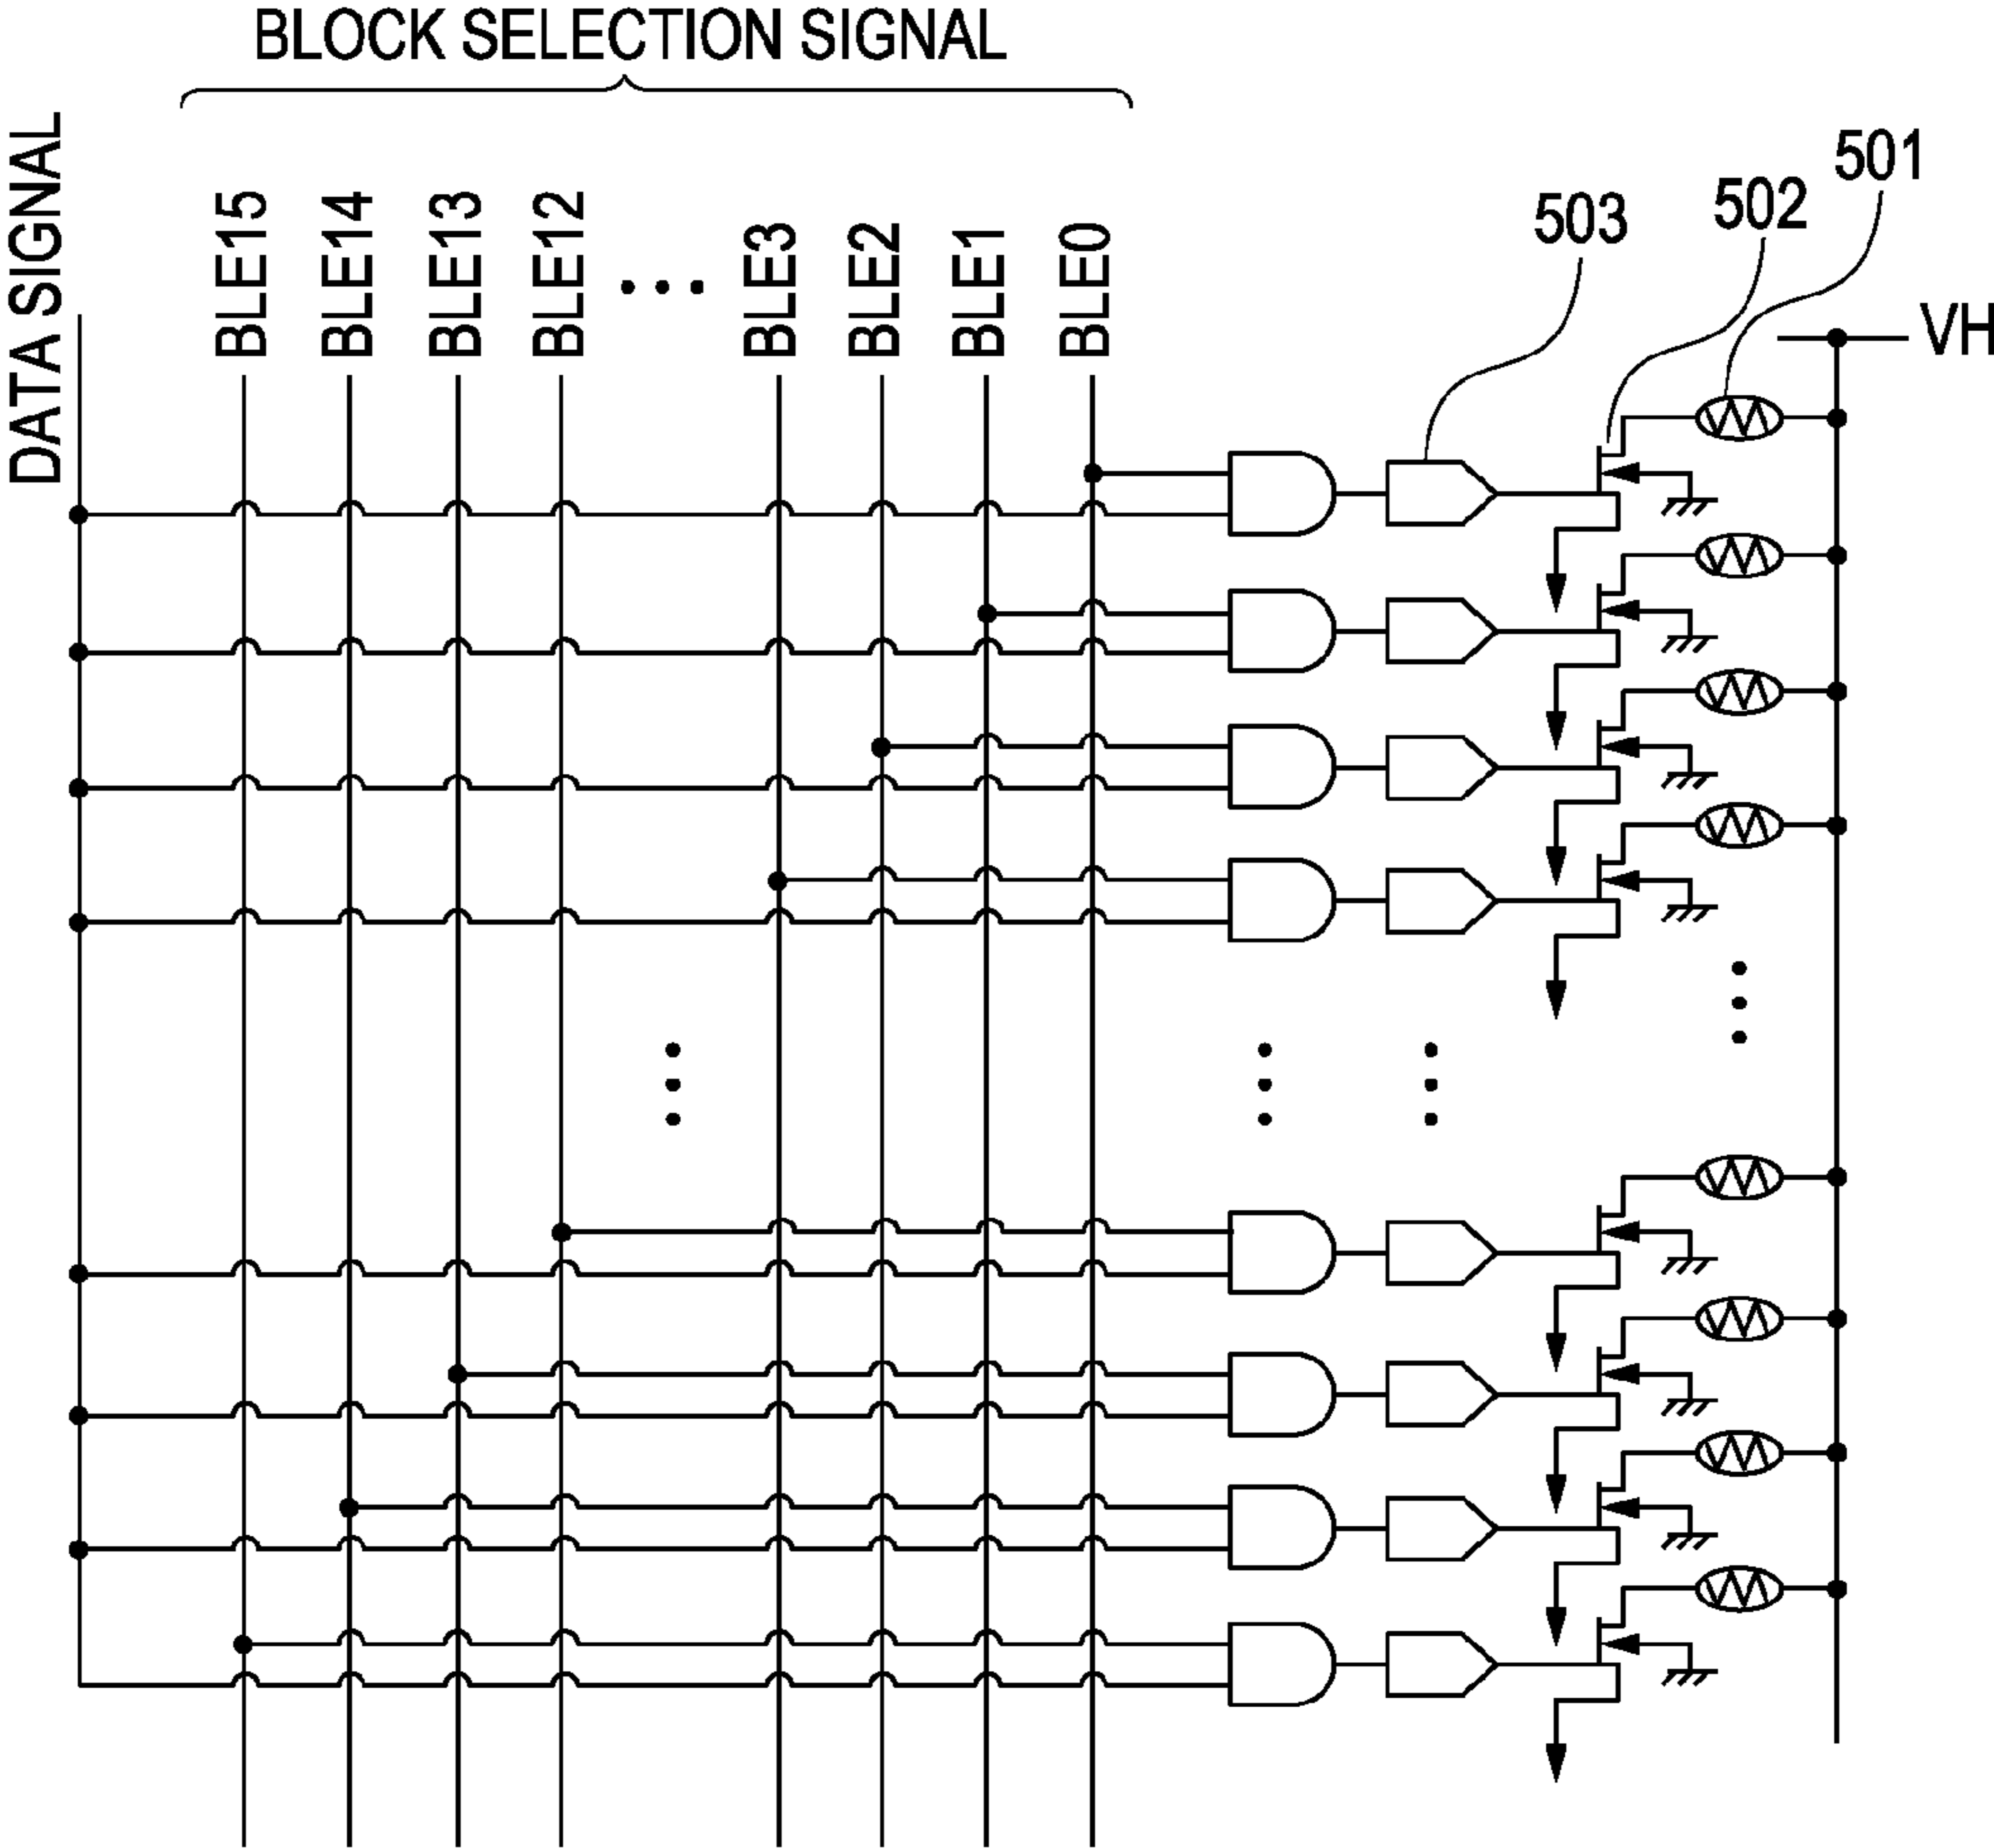 BLOCK SELECTION SIGNAL
DATA SIGNAL
BLE15
BLE14
BLE13
BLE12
...
BLE3
BLE2
BLE1
BLE0
503
502
501
VH